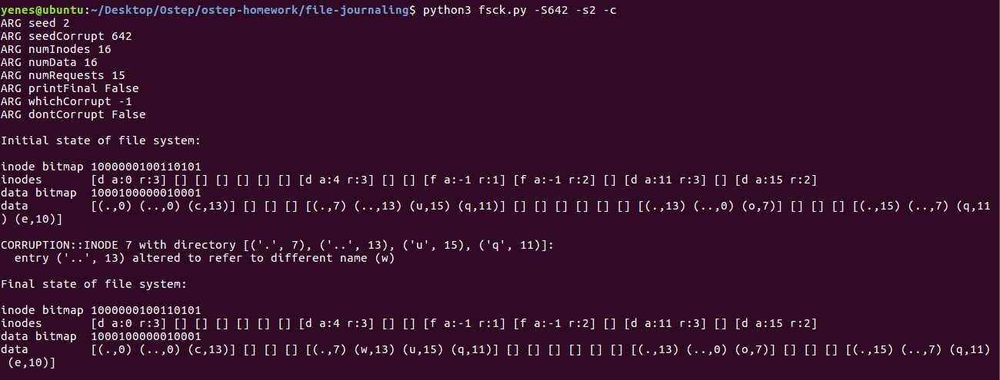 yenes@ubuntu:~/Desktop/Ostep/ostep-homework/file-journaling$ python3 fsck.py -S642 -s2 -c
ARG seed 2
ARG seedCorrupt 642
ARG numInodes 16
ARG numData 16
ARG numRequests 15
ARG printFinal False
ARG whichCorrupt -1
ARG dontCorrupt False

Initial state of file system:

inode bitmap 1000000100110101
inodes       [d a:0 r:3] [] [] [] [] [] [] [d a:4 r:3] [] [] [f a:-1 r:1] [f a:-1 r:2] [] [d a:11 r:3] [] [d a:15 r:2]
data bitmap  1000100000010001
data         [(.,0) (..,0) (c,13)] [] [] [] [(.,7) (..,13) (u,15) (q,11)] [] [] [] [] [] [] [(.,13) (..,0) (o,7)] [] [] [] [(.,15) (..,7) (q,11
) (e,10)]

CORRUPTION::INODE 7 with directory [('.', 7), ('..', 13), ('u', 15), ('q', 11)]:
  entry ('..', 13) altered to refer to different name (w)

Final state of file system:

inode bitmap 1000000100110101
inodes       [d a:0 r:3] [] [] [] [] [] [] [d a:4 r:3] [] [] [f a:-1 r:1] [f a:-1 r:2] [] [d a:11 r:3] [] [d a:15 r:2]
data bitmap  1000100000010001
data         [(.,0) (..,0) (c,13)] [] [] [] [(.,7) (w,13) (u,15) (q,11)] [] [] [] [] [] [] [(.,13) (..,0) (o,7)] [] [] [] [(.,15) (..,7) (q,11)
 (e,10)]